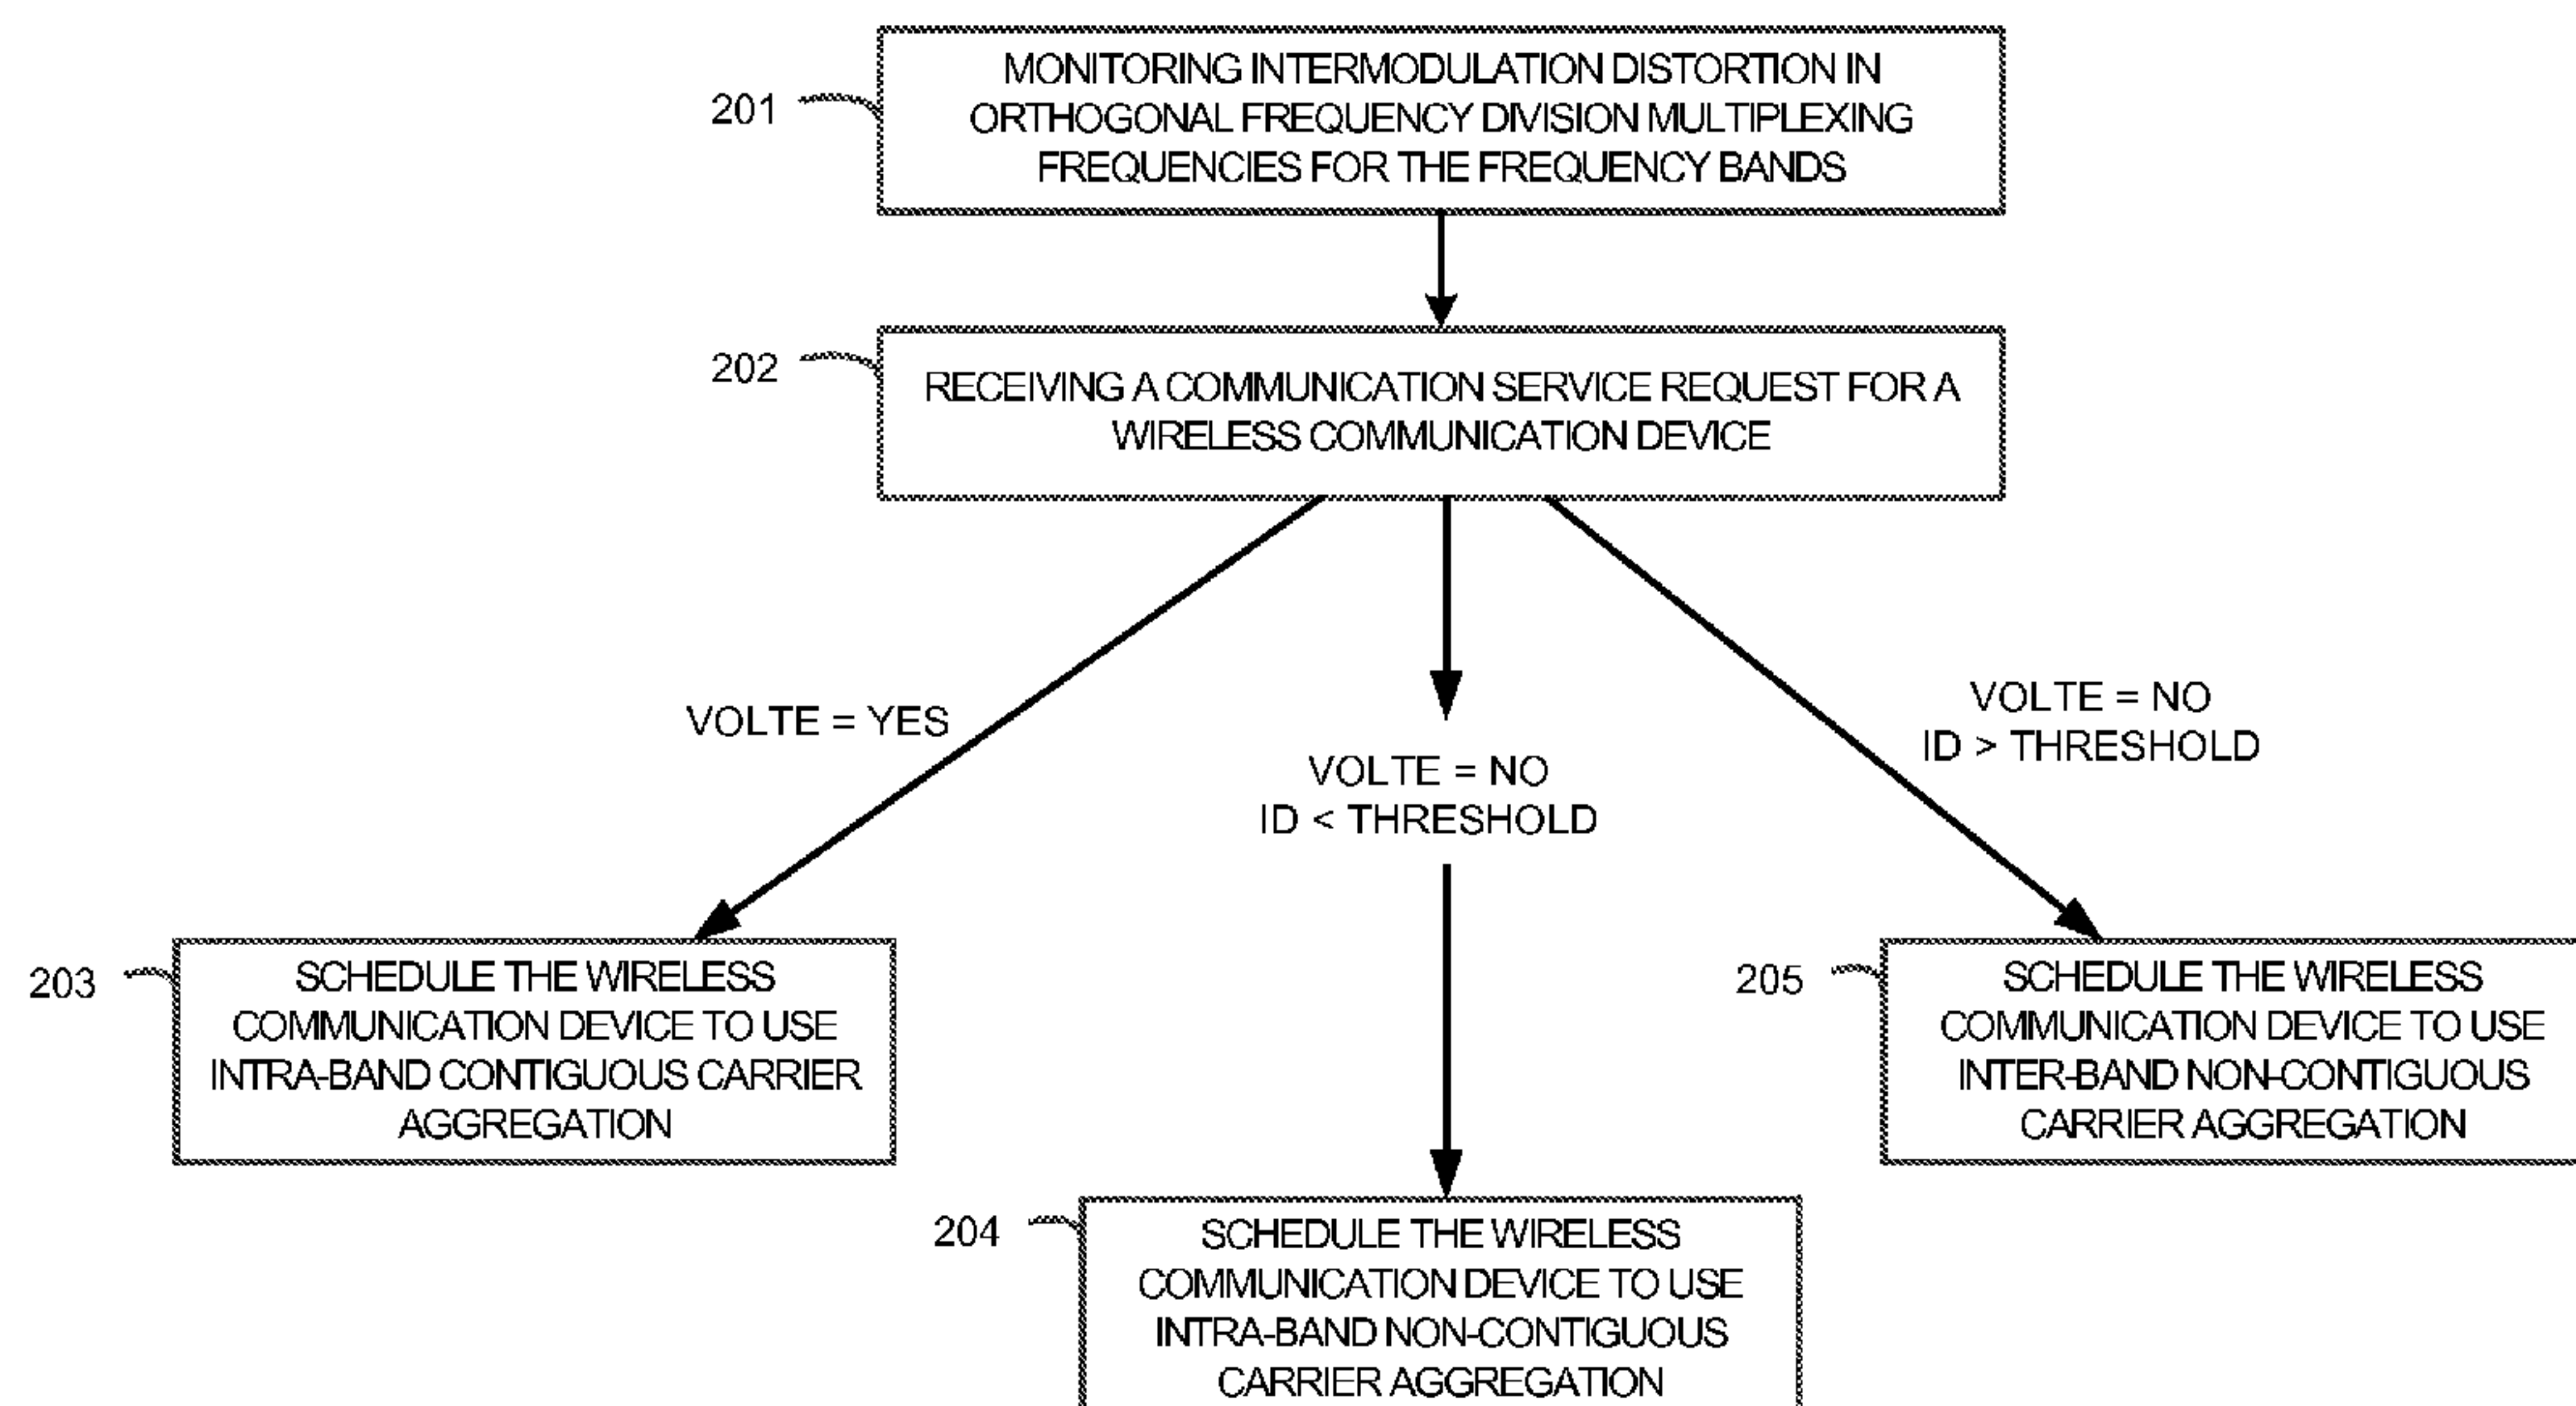 201
MONITORING INTERMODULATION DISTORTION IN
ORTHOGONAL FREQUENCY DIVISION MULTIPLEXING
FREQUENCIES FOR THE FREQUENCY BANDS
202
RECEIVING A COMMUNICATION SERVICE REQUEST FOR A
WIRELESS COMMUNICATION DEVICE
VOLTE = YES
VOLTE = NO
ID < THRESHOLD
VOLTE = NO
ID > THRESHOLD
203
SCHEDULE THE WIRELESS
COMMUNICATION DEVICE TO USE
INTRA-BAND CONTIGUOUS CARRIER
AGGREGATION
204
SCHEDULE THE WIRELESS
COMMUNICATION DEVICE TO USE
INTRA-BAND NON-CONTIGUOUS
CARRIER AGGREGATION
205
SCHEDULE THE WIRELESS
COMMUNICATION DEVICE TO USE
INTER-BAND NON-CONTIGUOUS
CARRIER AGGREGATION